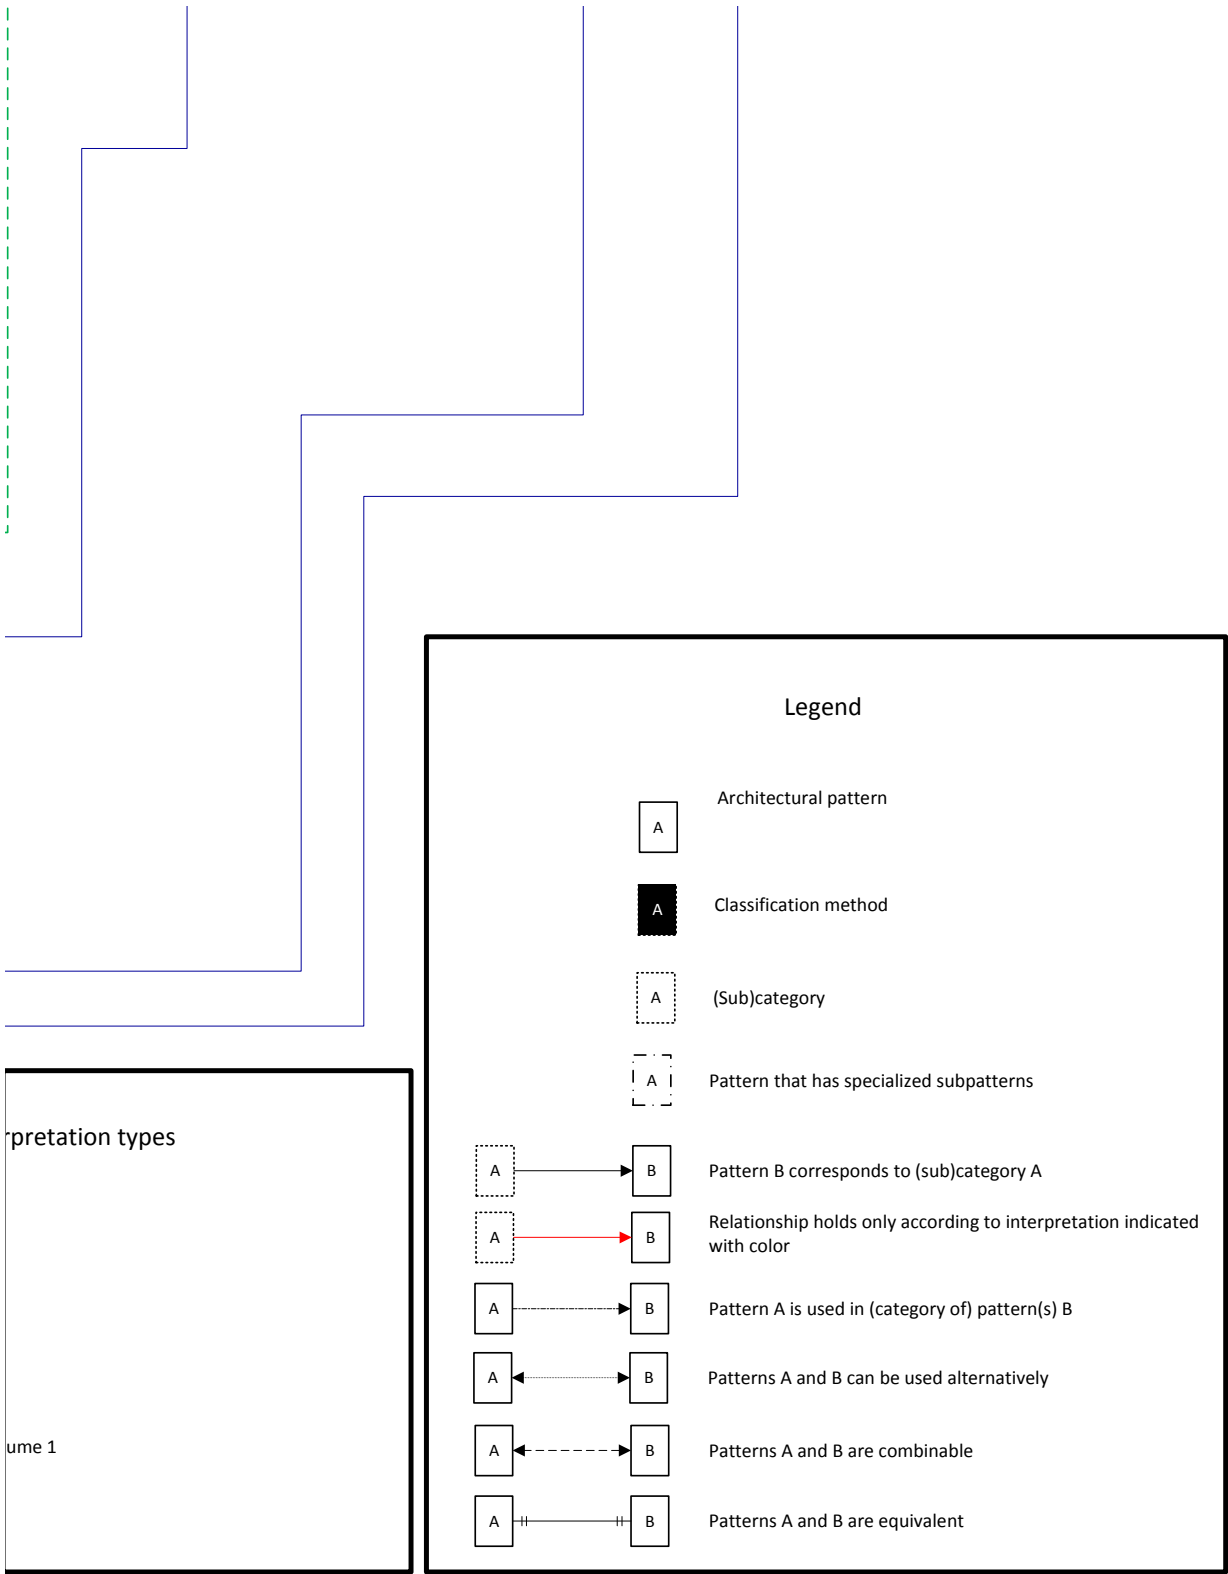 Legend
A
Architectural pattern
A
Classification method
A
(Sub)category
A
Pattern that has specialized subpatterns
A B Pattern B corresponds to (sub)category A
A B Relationship holds only according to interpretation indicated
with color
A B Pattern A is used in (category of) pattern(s) B
A B Patterns A and B can be used alternatively
A B Patterns A and B are combinable
A B Patterns A and B are equivalent
rpretation types
ume 1